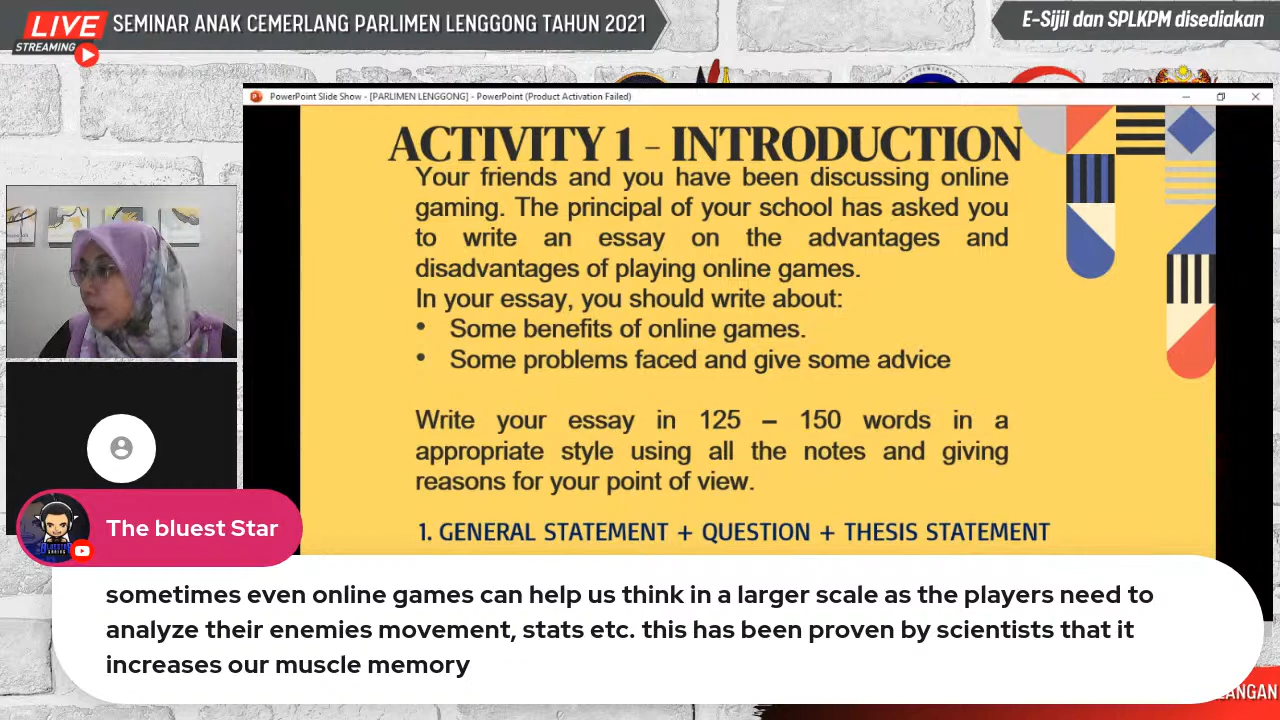 LIVE
STREAMING
SEMINAR ANAK CEMERLANG PARLIMEN LENGGONG TAHUN 2021
E-Sijil dan SPLKPM disediakan
PowerPoint Slide Show - [PARLIMEN LENGGONG] - PowerPoint (Product Activation Failed)
ACTIVITY 1 - INTRODUCTION
Your friends and you have been discussing online
gaming. The principal of your school has asked you
to write an essay on the advantages and
disadvantages of playing online games.
In your essay, you should write about:
• Some benefits of online games.
• Some problems faced and give some advice
Write your essay in 125 – 150 words in a
appropriate style using all the notes and giving
reasons for your point of view.
1. GENERAL STATEMENT + QUESTION + THESIS STATEMENT
The bluest Star
sometimes even online games can help us think in a larger scale as the players need to
analyze their enemies movement, stats etc. this has been proven by scientists that it
increases our muscle memory